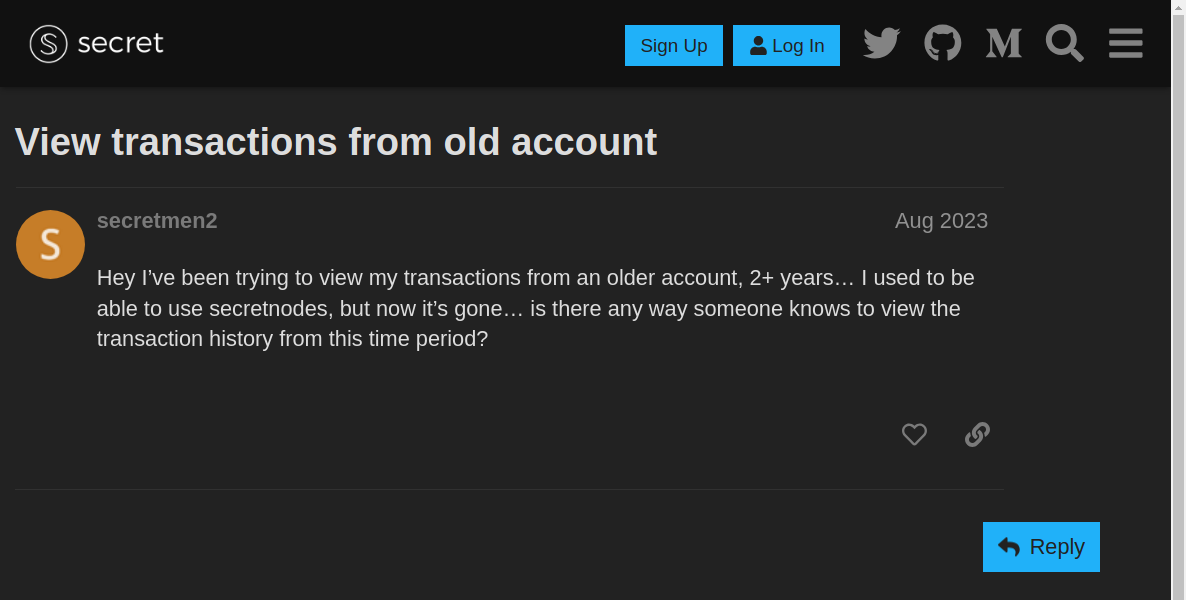 secret
Sign Up
Log In
View transactions from old account
S
secretmen2
Aug 2023
Hey I’ve been trying to view my transactions from an older account, 2+ years… I used to be
able to use secretnodes, but now it’s gone… is there any way someone knows to view the
transaction history from this time period?
Reply